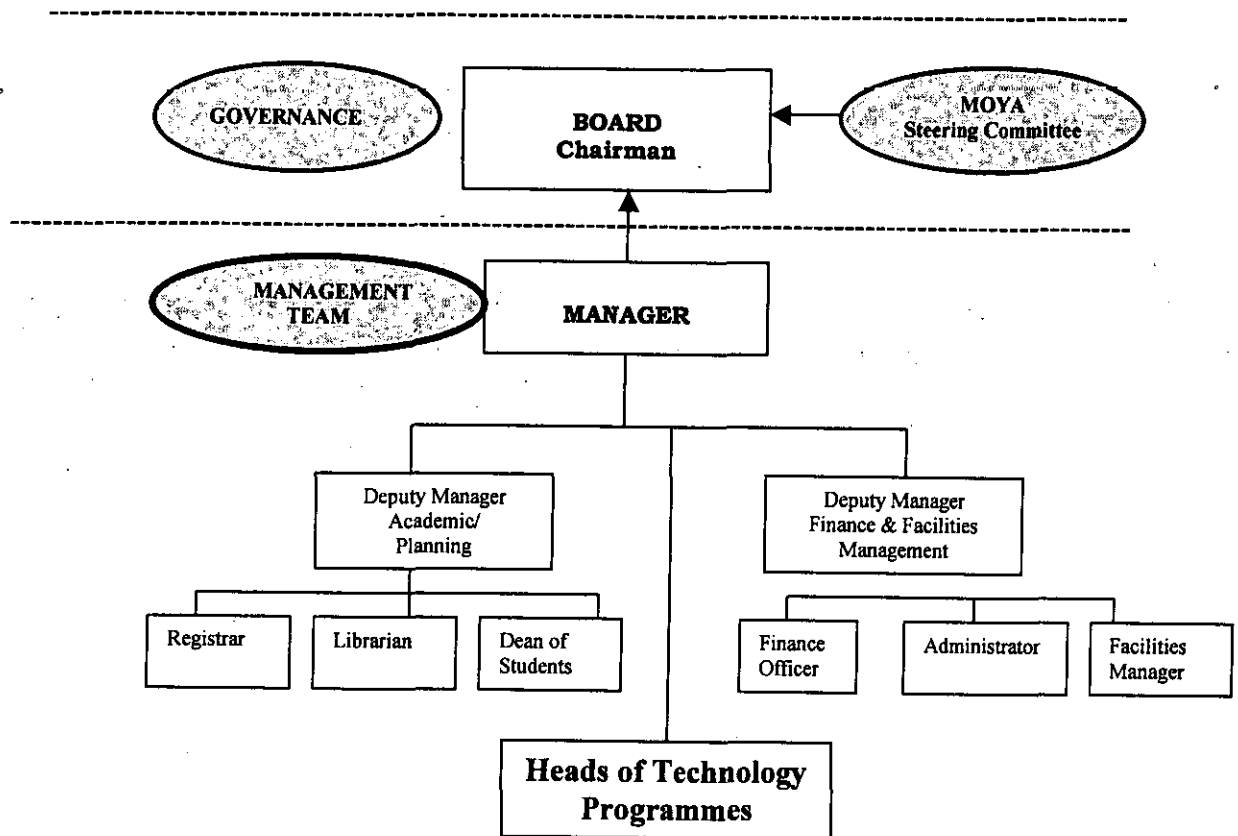 GOVERNANCE
BOARD
Chairman
MOYA
Steering Committee
MANAGEMENT
TEAM
MANAGER
Deputy Manager
Academic/
Planning
Deputy Manager
Finance & Facilities
Management
Registrar
Librarian
Dean of
Students
Finance
Officer
Administrator
Facilities
Manager
Heads of Technology
Programmes